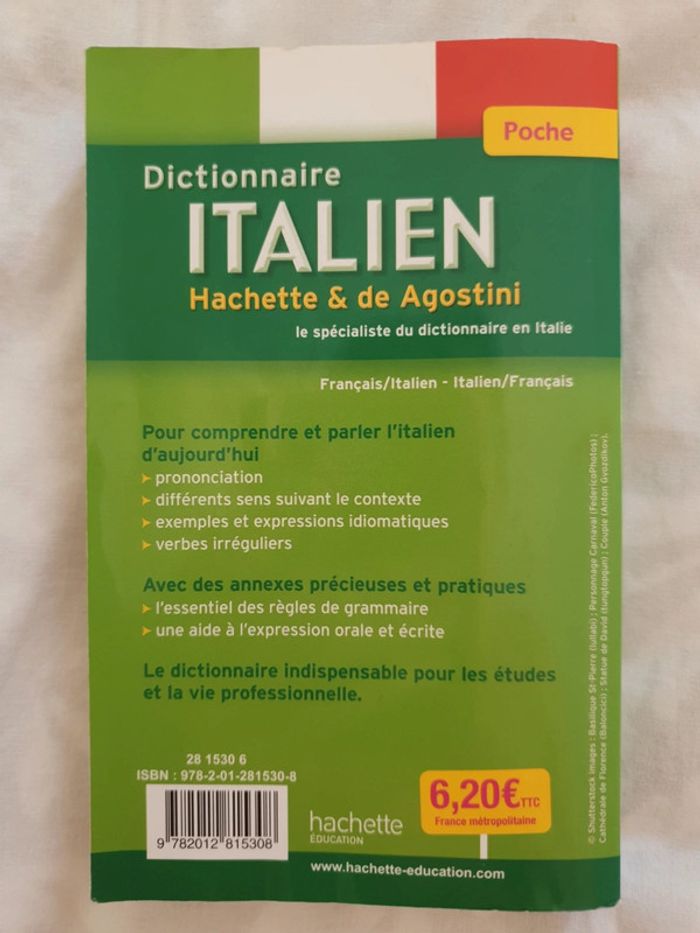 Poche
Dictionnaire
ITALIEN
Hachette & de Agostini
le spécialiste du dictionnaire en Italie
Français/Italien - Italien/Français
Pour comprendre et parler l'italien
d'aujourd'hui
➤ prononciation
➤ différents sens suivant le contexte
➤ exemples et expressions idiomatiques
➤ verbes irréguliers
Avec des annexes précieuses et pratiques
➤ l'essentiel des règles de grammaire
➤ une aide à l'expression orale et écrite
Le dictionnaire indispensable pour les études
et la vie professionnelle.
© Shutterstock images : Basilique St-Pierre (lullabi) ; Personnage Carnaval (FedericoPhotos) ;
Cathédrale de Florence (Baloncici) ; Statue de David (tungtopgun) ; Couple (Anton Gvozdikov).
28 1530 6
ISBN : 978-2-01-281530-8
9 782012 815308
hachette
ÉDUCATION
6,20€ TTC
France métropolitaine
www.hachette-education.com